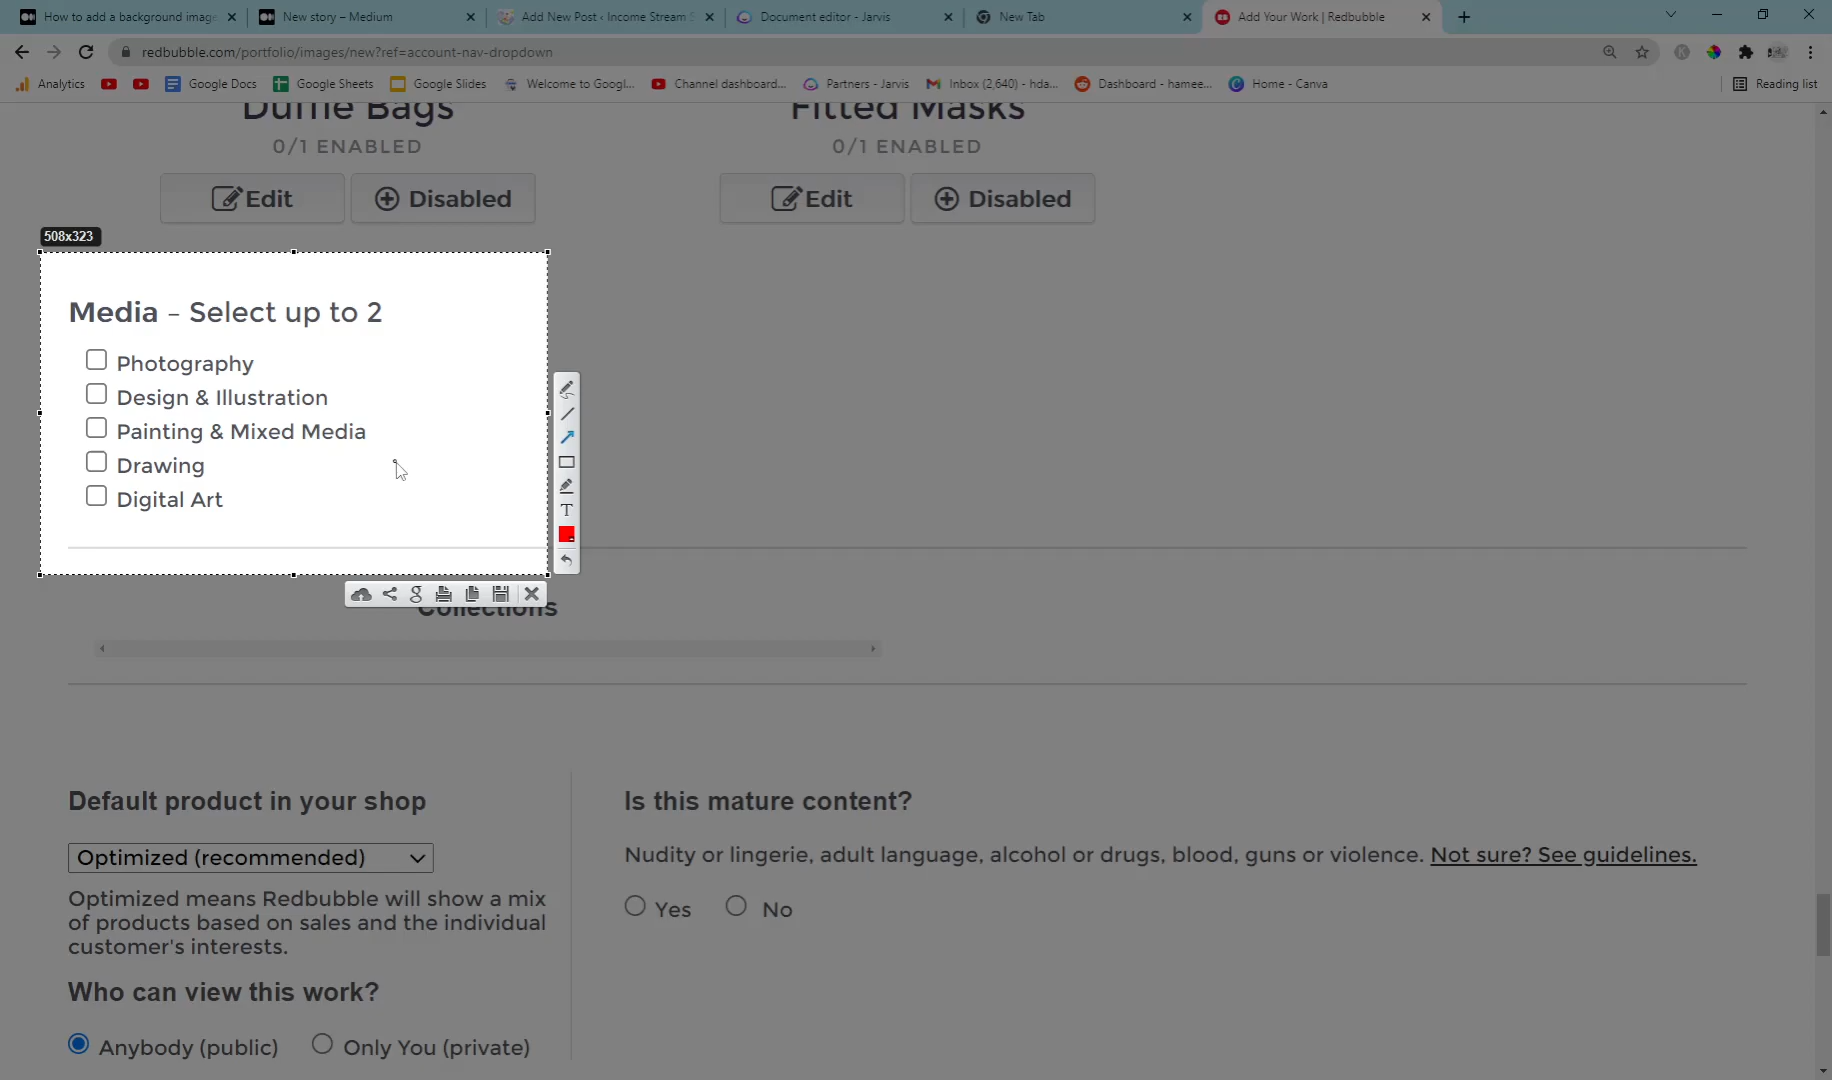 How to add a background image
New story – Medium
Add New Post ‹ Income Stream S
Document editor - Jarvis
New Tab
Add Your Work | Redbubble
redbubble.com/portfolio/images/new?ref=account-nav-dropdown
Analytics
Google Docs
Google Sheets
Google Slides
Welcome to Googl...
Channel dashboard...
Partners - Jarvis
Inbox (2,640) - hda...
Dashboard - hamee...
Home - Canva
Reading list
Duffle Bags
Fitted Masks
0/1 ENABLED
0/1 ENABLED
Edit
Disabled
Edit
Disabled
508x323
Media – Select up to 2
Photography
Design & Illustration
Painting & Mixed Media
Drawing
Digital Art
T
g
Collections
Default product in your shop
Is this mature content?
Optimized (recommended)
Nudity or lingerie, adult language, alcohol or drugs, blood, guns or violence. Not sure? See guidelines.
Optimized means Redbubble will show a mix
of products based on sales and the individual
customer's interests.
Yes
No
Who can view this work?
Anybody (public)
Only You (private)